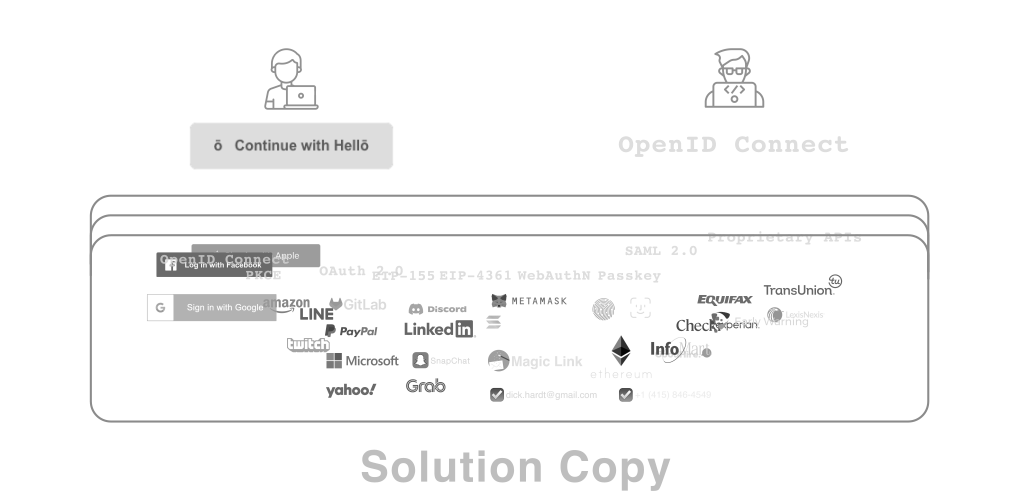 ō Continue with Hellō
OpenID Connect
Proprietary APIs
SAML 2.0
Apple
OpenID Connect
Log In with Facebook
PKCE
OAuth 2.0
EIP-155 EIP-4361 WebAuthN Passkey
TransUnion tu
G Sign in with Google
amazon
GitLab
Discord
METAMASK
EQUIFAX
LINE
LexisNexis
Early Warning
PayPal
LinkedIn
Check
Experian
twitch
InfoMart
Microsoft
SnapChat
Magic Link
ethereum
yahoo!
Grab
dick.hardt@gmail.com
+1 (415) 846-4549
Solution Copy